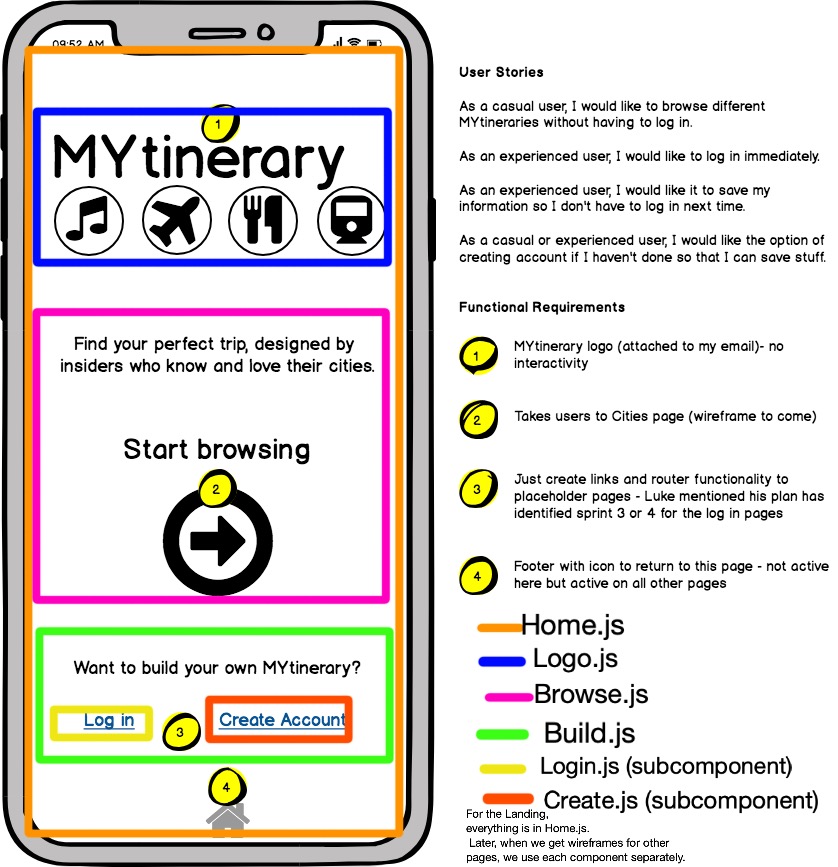 09:52 AM
1
MYtinerary
Find your perfect trip, designed by
insiders who know and love their cities.
Start browsing
2
Want to build your own MYtinerary?
Log in
3
Create Account
4
User Stories
As a casual user, I would like to browse different
MYtineraries without having to log in.
As an experienced user, I would like to log in immediately.
As an experienced user, I would like it to save my
information so I don't have to log in next time.
As a casual or experienced user, I would like the option of
creating account if I haven't done so that I can save stuff.
Functional Requirements
1
MYtinerary logo (attached to my email)- no
interactivity
2
Takes users to Cities page (wireframe to come)
3
Just create links and router functionality to
placeholder pages - Luke mentioned his plan has
identified sprint 3 or 4 for the log in pages
4
Footer with icon to return to this page - not active
here but active on all other pages
Home.js
Logo.js
Browse.js
Build.js
Login.js (subcomponent)
Create.js (subcomponent)
For the Landing,
everything is in Home.js.
Later, when we get wireframes for other
pages, we use each component separately.